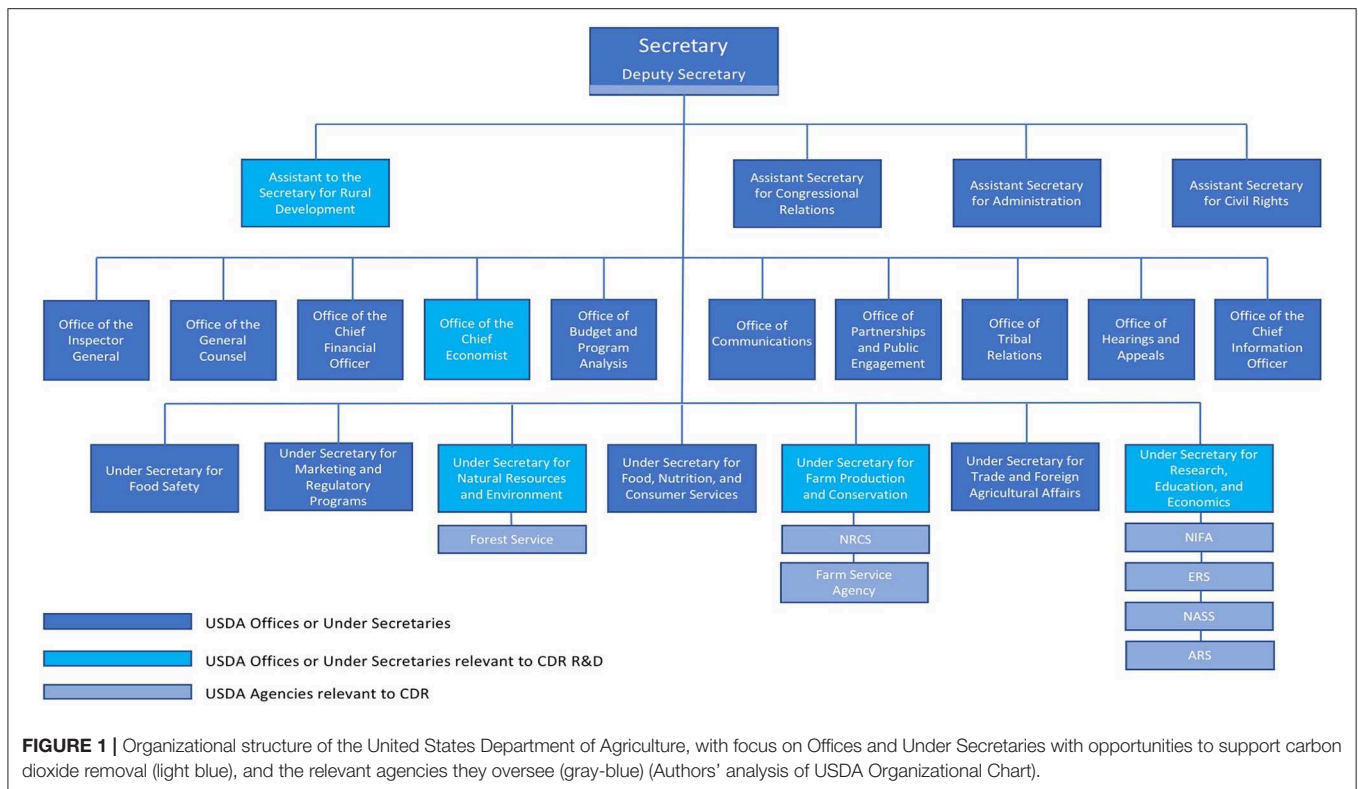 Secretary
Deputy Secretary
Assistant to the
Secretary for Rural
Development
Assistant Secretary
for Congressional
Relations
Assistant Secretary
for Administration
Assistant Secretary
for Civil Rights
Office of the
Inspector
General
Office of the
General
Counsel
Office of the
Chief
Financial
Officer
Office of the
Chief
Economist
Office of
Budget and
Program
Analysis
Office of
Communications
Office of
Partnerships
and Public
Engagement
Office of
Tribal
Relations
Office of
Hearings and
Appeals
Office of the
Chief
Information
Officer
Under Secretary for
Food Safety
Under Secretary for
Marketing and
Regulatory
Programs
Under Secretary for
Natural Resources
and Environment
Under Secretary for
Food, Nutrition, and
Consumer Services
Under Secretary for
Farm Production
and Conservation
Under Secretary for
Trade and Foreign
Agricultural Affairs
Under Secretary for
Research,
Education, and
Economics
Forest Service
NRCS
Farm Service
Agency
NIFA
ERS
NASS
ARS
USDA Offices or Under Secretaries
USDA Offices or Under Secretaries relevant to CDR R&D
USDA Agencies relevant to CDR
FIGURE 1 | Organizational structure of the United States Department of Agriculture, with focus on Offices and Under Secretaries with opportunities to support carbon
dioxide removal (light blue), and the relevant agencies they oversee (gray-blue) (Authors' analysis of USDA Organizational Chart).